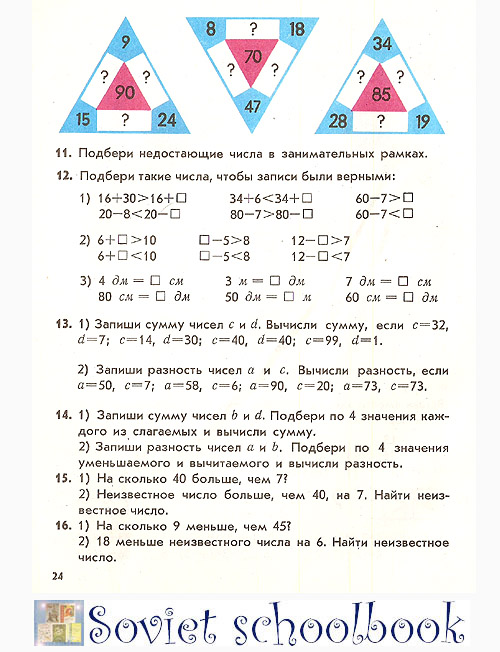 9
? ?
90
15 ? 24
8 ? 18
? 70 ?
47
34
? ?
85
28 ? 19
11. Подбери недостающие числа в занимательных рамках.
12. Подбери такие числа, чтобы записи были верными:
1) 16+30>16+□ 34+6<34+□ 60−7>□
20−8<20−□ 80−7>80−□ 60−7<□
2) 6+□>10 □−5>8 12−□>7
6+□<10 □−5<8 12−□<7
3) 4 дм = □ см 3 м = □ дм 7 дм = □ см
80 см = □ дм 50 дм = □ м 60 см = □ дм
13. 1) Запиши сумму чисел c и d. Вычисли сумму, если c=32,
d=7; c=14, d=30; c=40, d=40; c=99, d=1.
2) Запиши разность чисел a и c. Вычисли разность, если
a=50, c=7; a=58, c=6; a=90, c=20; a=73, c=73.
14. 1) Запиши сумму чисел b и d. Подбери по 4 значения каж-
дого из слагаемых и вычисли сумму.
2) Запиши разность чисел a и b. Подбери по 4 значения
уменьшаемого и вычитаемого и вычисли разность.
15. 1) На сколько 40 больше, чем 7?
2) Неизвестное число больше, чем 40, на 7. Найти неиз-
вестное число.
16. 1) На сколько 9 меньше, чем 45?
2) 18 меньше неизвестного числа на 6. Найти неизвестное
число.
24
Soviet schoolbook